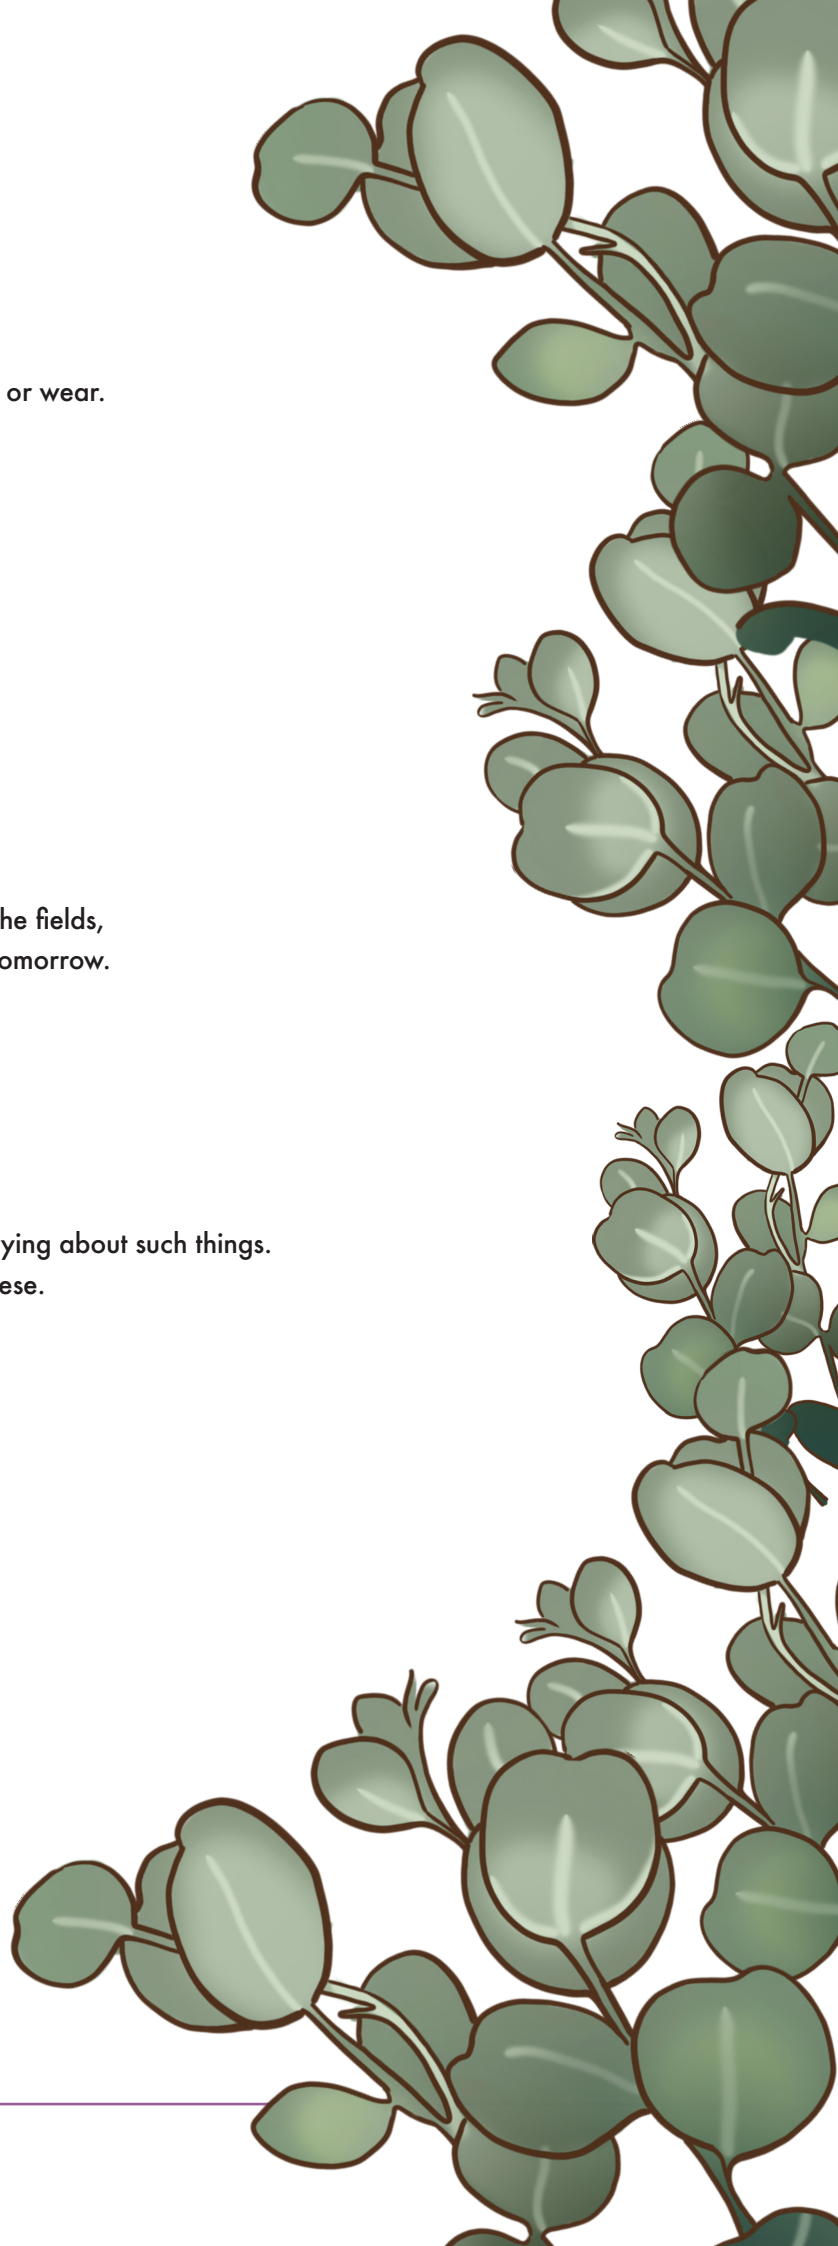 or wear.
he fields,
omorrow.
ying about such things.
ese.